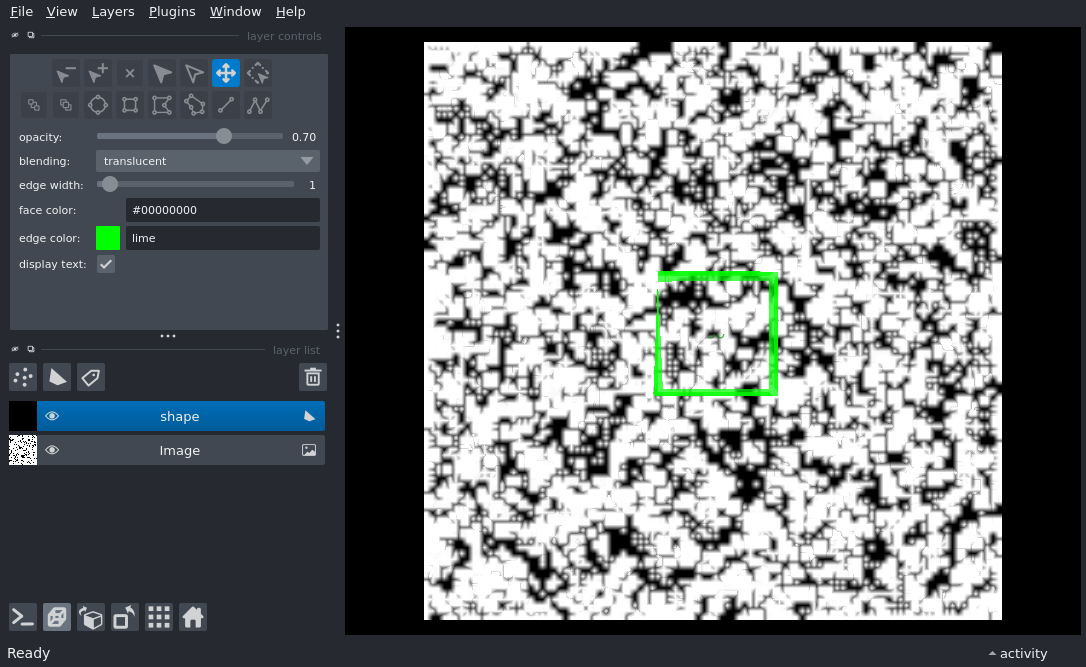 File View Layers Plugins Window Help
layer controls
opacity: 0.70
blending: translucent
edge width: 1
face color: #00000000
edge color: lime
display text:
layer list
shape
Image
Ready
activity